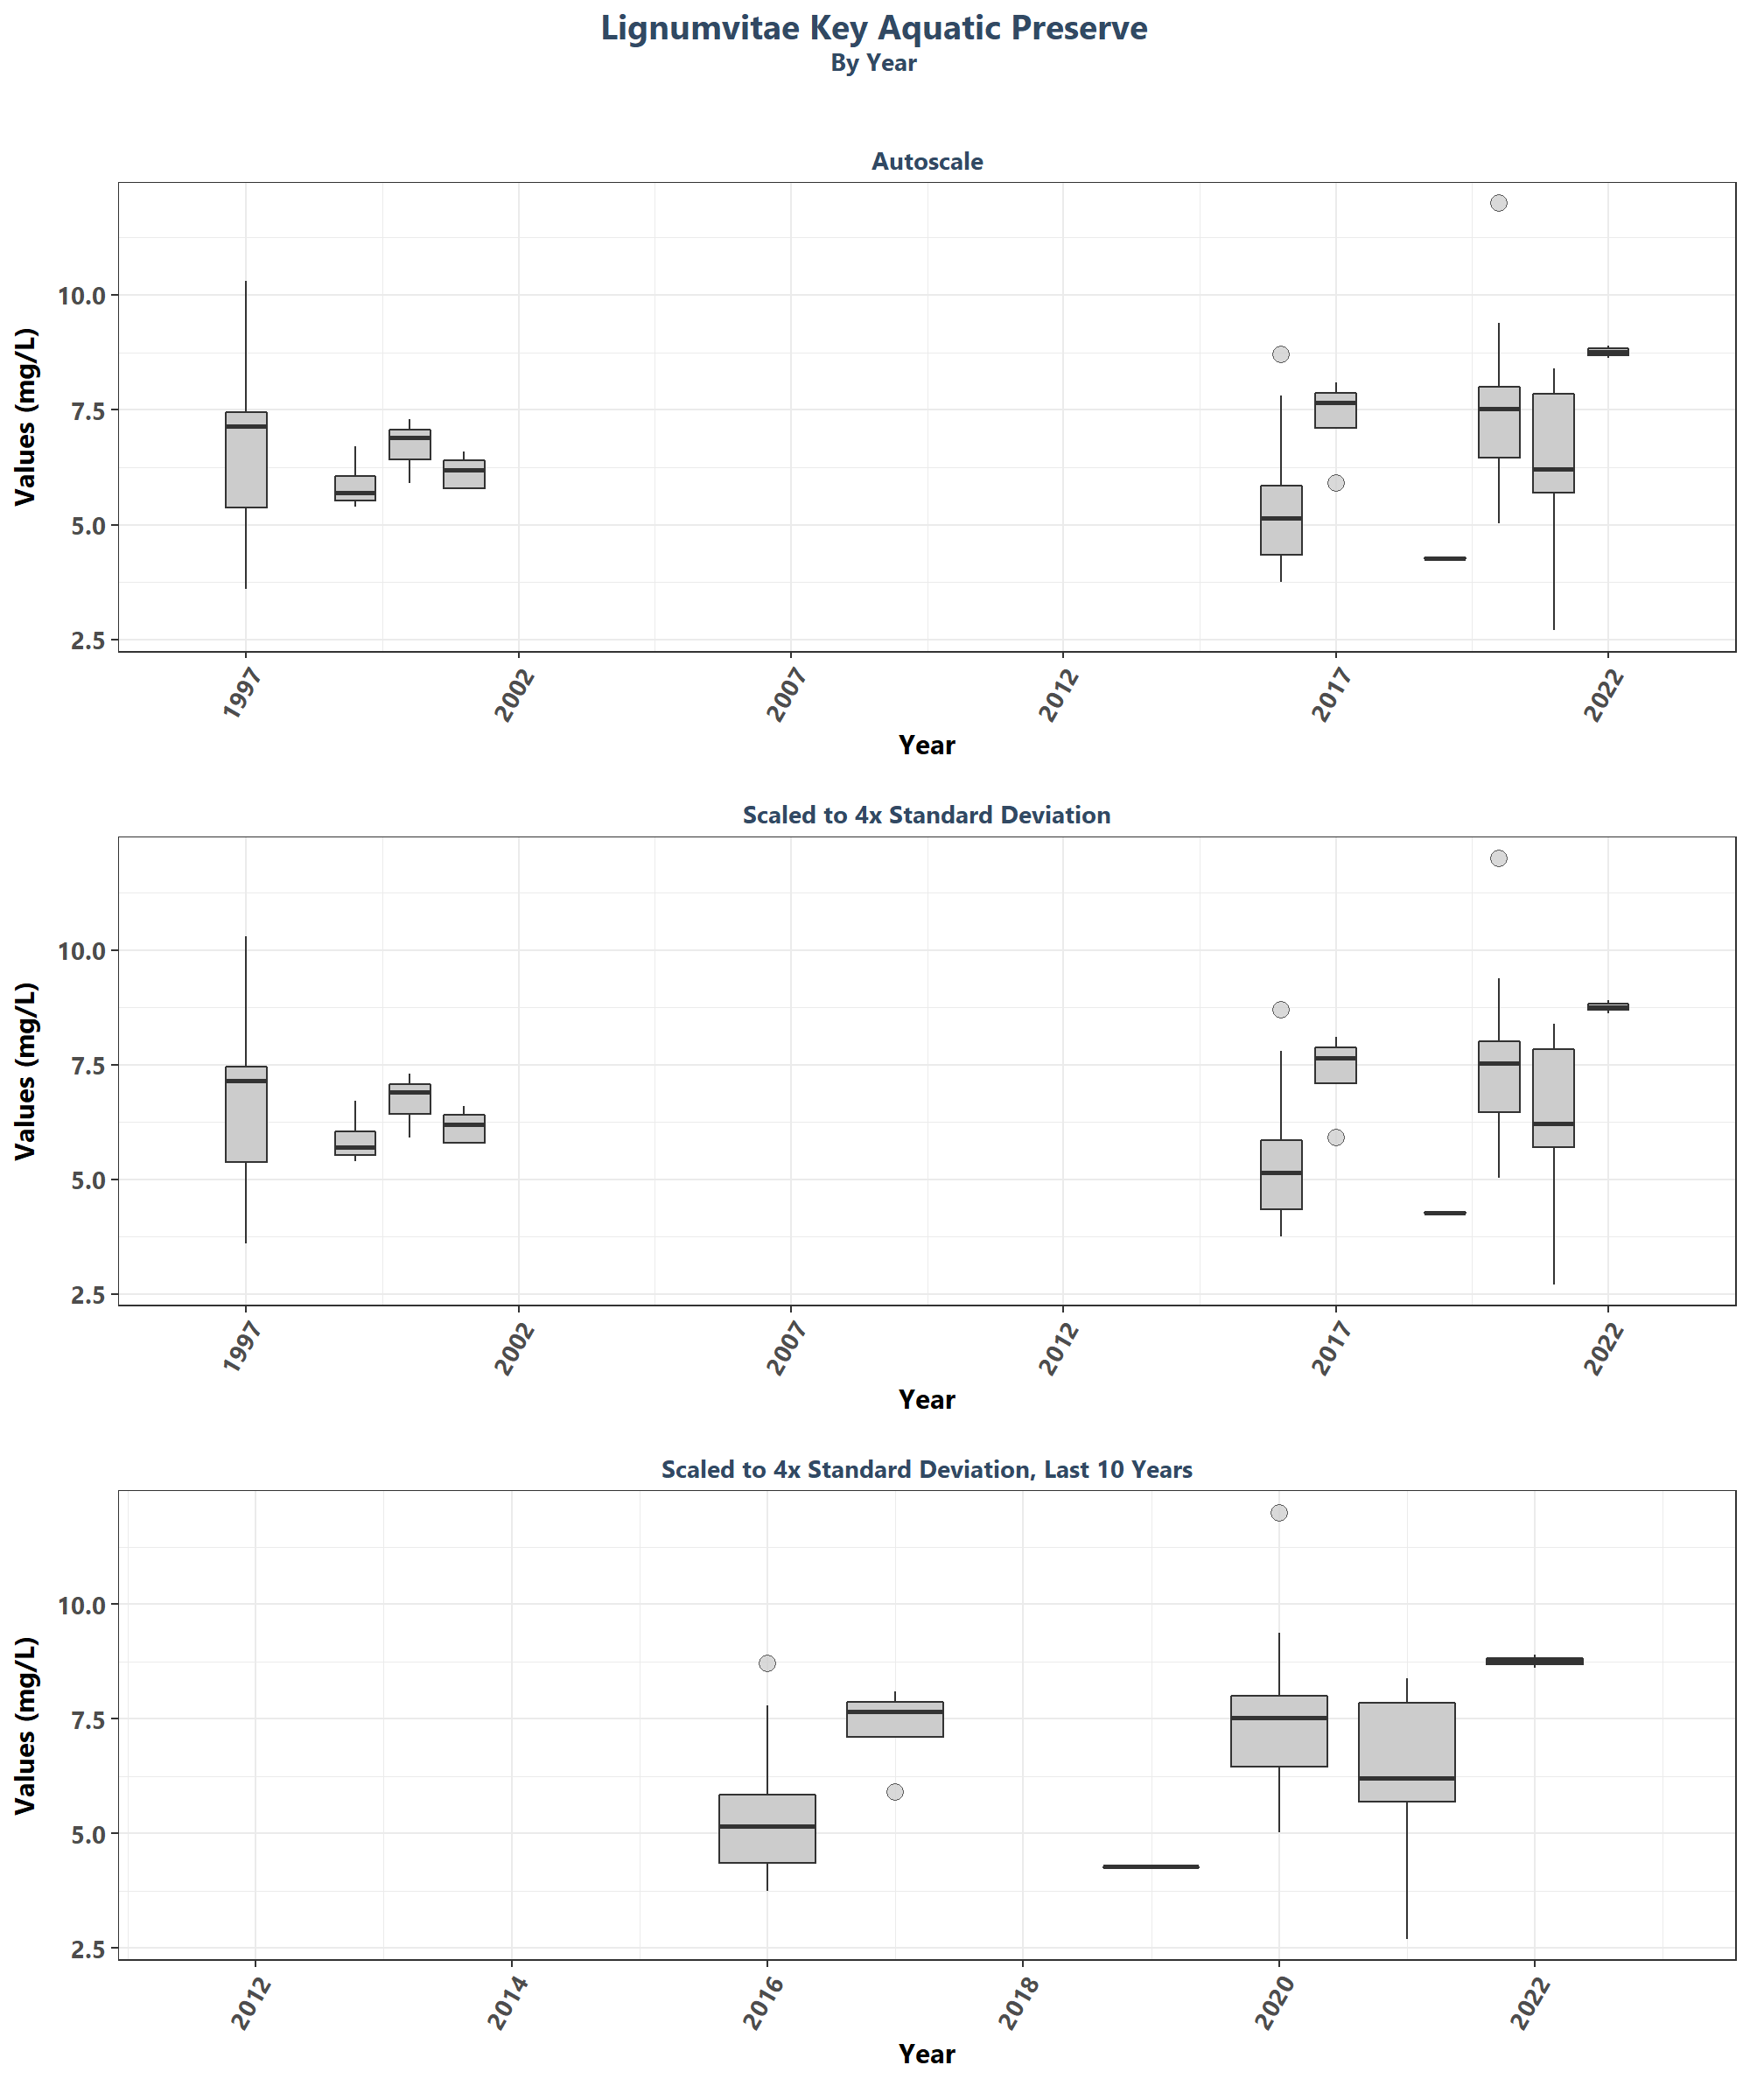 Lignumvitae Key Aquatic Preserve
By Year
Autoscale
Values (mg/L)
10.0
7.5
5.0
2.5
1997
2002
2007
2012
2017
2022
Year
Scaled to 4x Standard Deviation
Values (mg/L)
10.0
7.5
5.0
2.5
1997
2002
2007
2012
2017
2022
Year
Scaled to 4x Standard Deviation, Last 10 Years
Values (mg/L)
10.0
7.5
5.0
2.5
2012
2014
2016
2018
2020
2022
Year